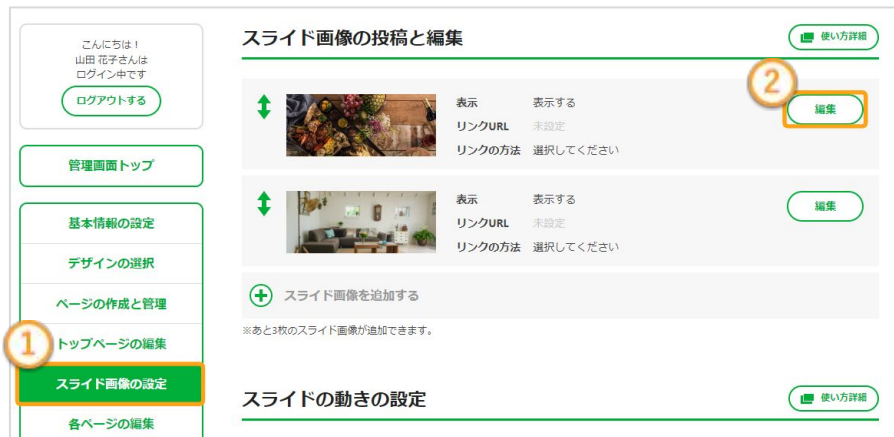 こんにちは！
山田 花子さんは
ログイン中です
ログアウトする
管理画面トップ
基本情報の設定
デザインの選択
ページの作成と管理
1
トップページの編集
スライド画像の設定
各ページの編集
スライド画像の投稿と編集
使い方詳細
2
表示 表示する
編集
リンクURL 未設定
リンクの方法 選択してください
表示 表示する
編集
リンクURL 未設定
リンクの方法 選択してください
スライド画像を追加する
※あと3枚のスライド画像が追加できます。
スライドの動きの設定
使い方詳細